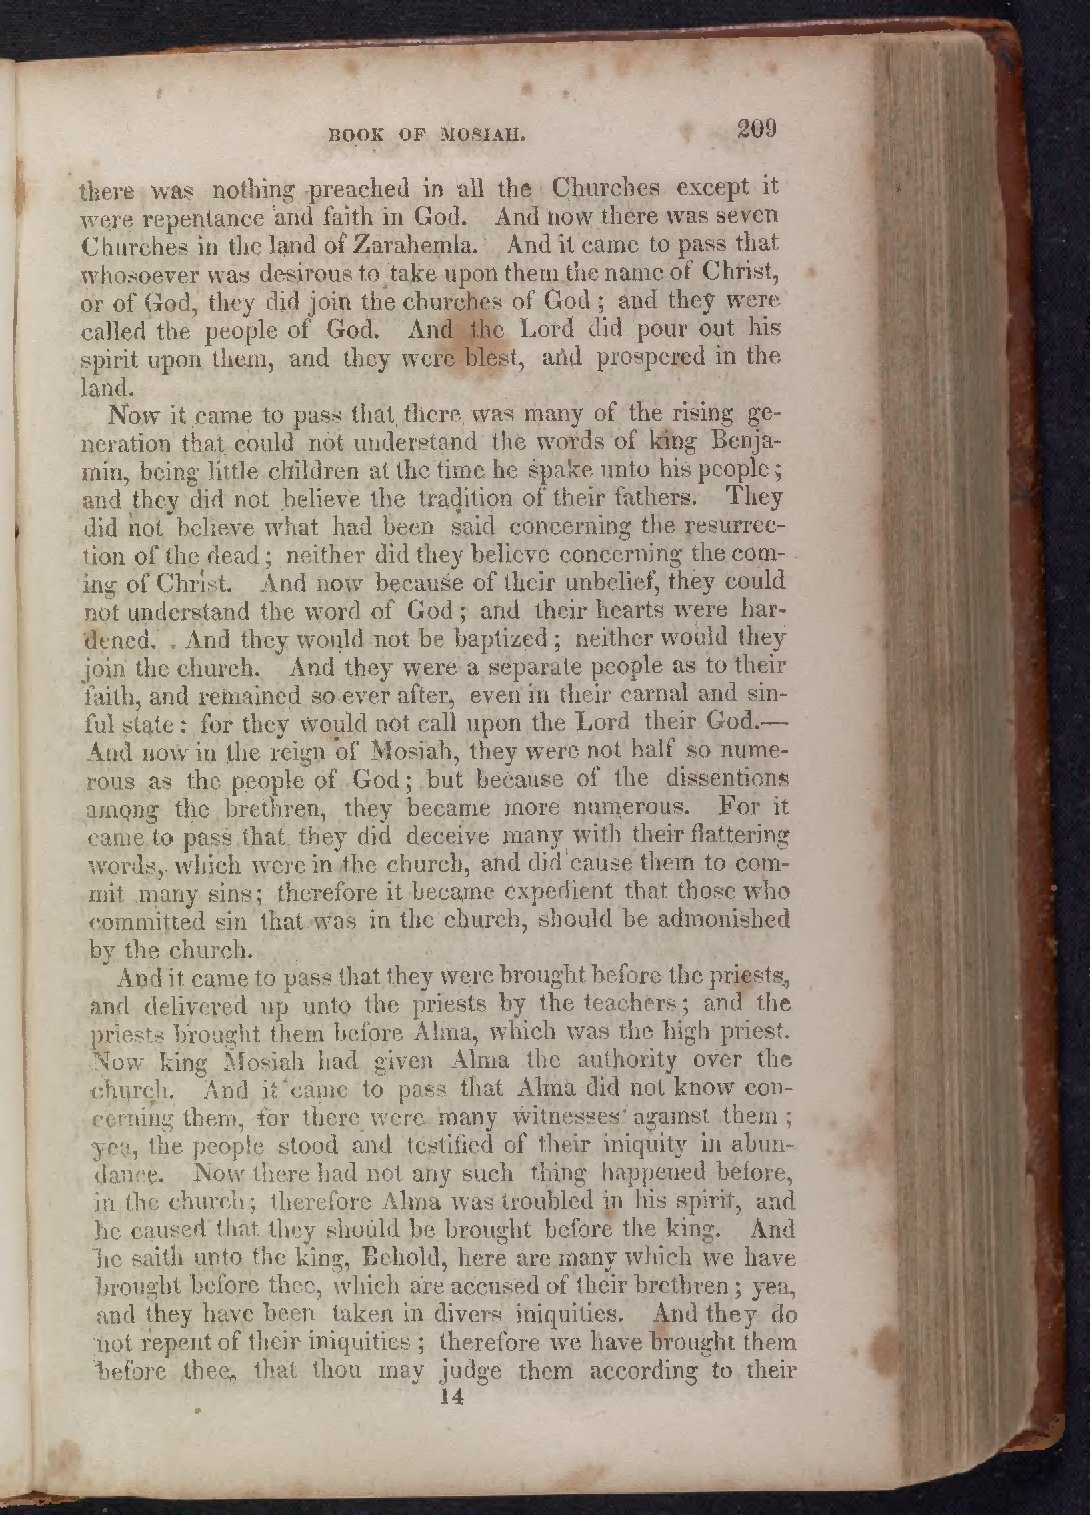 BOOK OF MOSIAH. 209
there was nothing preached in all the Churches except it
were repentance and faith in God. And now there was seven
Churches in the land of Zarahemla. And it came to pass that
whosoever was desirous to take upon them the name of Christ,
or of God, they did join the churches of God; and they were
called the people of God. And the Lord did pour out his
spirit upon them, and they were blest, and prospered in the
land.
Now it came to pass that there was many of the rising ge-
neration that could not understand the words of king Benja-
min, being little children at the time he spake unto his people;
and they did not believe the tradition of their fathers. They
did not believe what had been said concerning the resurrec-
tion of the dead; neither did they believe concerning the com-
ing of Christ. And now because of their unbelief, they could
not understand the word of God; and their hearts were har-
dened. And they would not be baptized; neither would they
join the church. And they were a separate people as to their
faith, and remained so ever after, even in their carnal and sin-
ful state: for they would not call upon the Lord their God.—
And now in the reign of Mosiah, they were not half so nume-
rous as the people of God; but because of the dissentions
among the brethren, they became more numerous. For it
came to pass that they did deceive many with their flattering
words, which were in the church, and did cause them to com-
mit many sins; therefore it became expedient that those who
committed sin that was in the church, should be admonished
by the church.
And it came to pass that they were brought before the priests,
and delivered up unto the priests by the teachers; and the
priests brought them before Alma, which was the high priest.
Now king Mosiah had given Alma the authority over the
church. And it came to pass that Alma did not know con-
cerning them, for there were many witnesses against them;
yea, the people stood and testified of their iniquity in abun-
dance. Now there had not any such thing happened before,
in the church; therefore Alma was troubled in his spirit, and
he caused that they should be brought before the king. And
he saith unto the king, Behold, here are many which we have
brought before thee, which are accused of their brethren; yea,
and they have been taken in divers iniquities. And they do
not repent of their iniquities; therefore we have brought them
before thee, that thou may judge them according to their
14